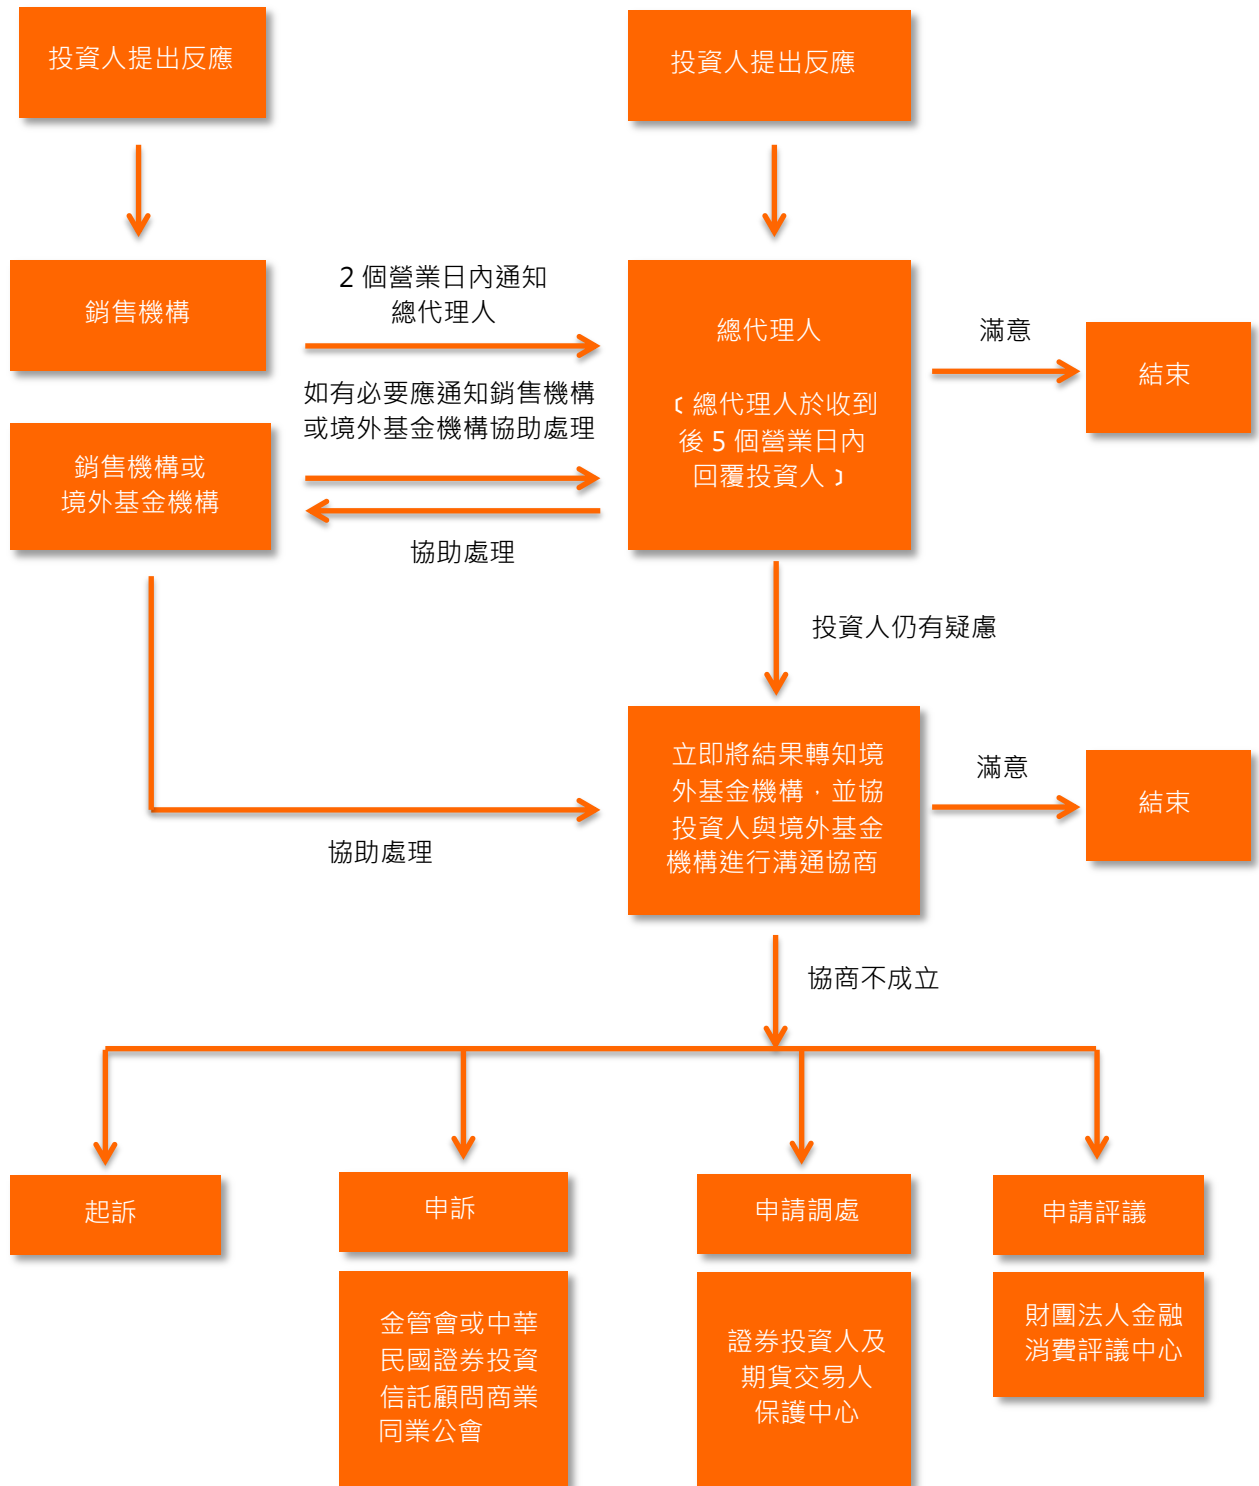 投資人提出反應
投資人提出反應
銷售機構
2 個營業日內通知
總代理人
如有必要應通知銷售機構
或境外基金機構協助處理
銷售機構或
境外基金機構
協助處理
總代理人
﹝總代理人於收到
後 5 個營業日內
回覆投資人﹞
滿意
結束
投資人仍有疑慮
立即將結果轉知境
外基金機構，並協
投資人與境外基金
機構進行溝通協商
滿意
結束
協助處理
協商不成立
起訴
申訴
申請調處
申請評議
金管會或中華
民國證券投資
信託顧問商業
同業公會
證券投資人及
期貨交易人
保護中心
財團法人金融
消費評議中心